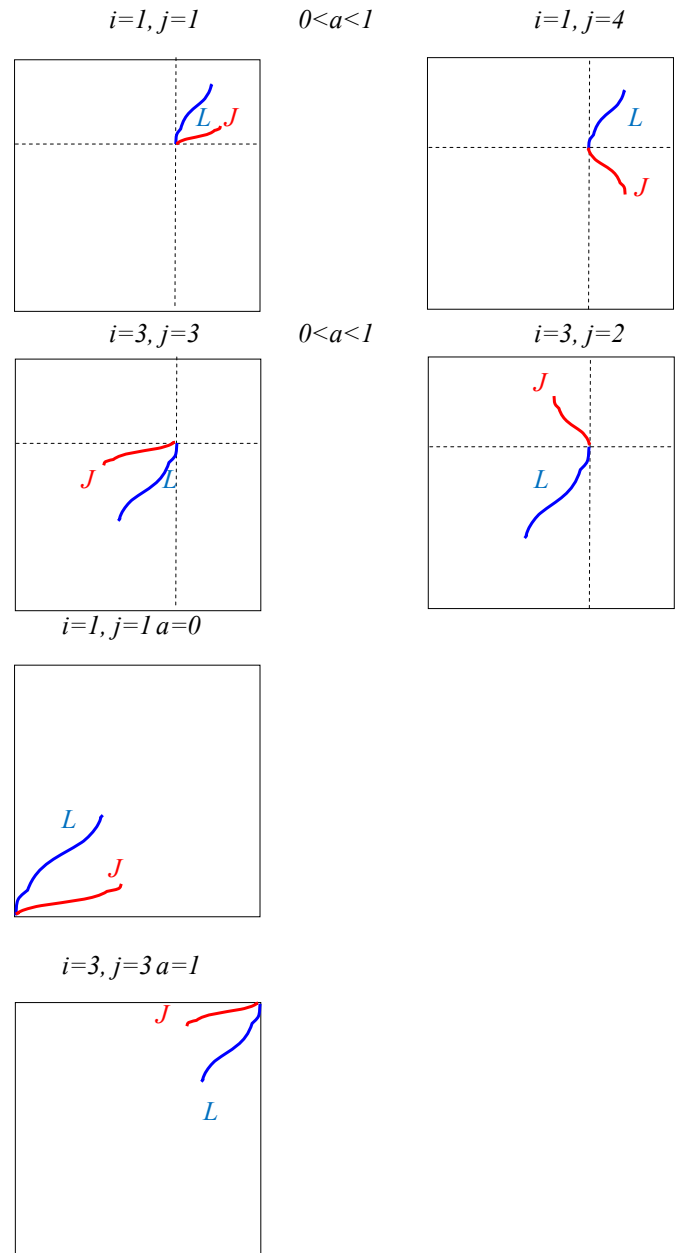 i=1, j=1 0<a<1 i=1, j=4
L J L
J
i=3, j=3 0<a<1 i=3, j=2
J
J L L
i=1, j=1 a=0
L
J
i=3, j=3 a=1
J
L